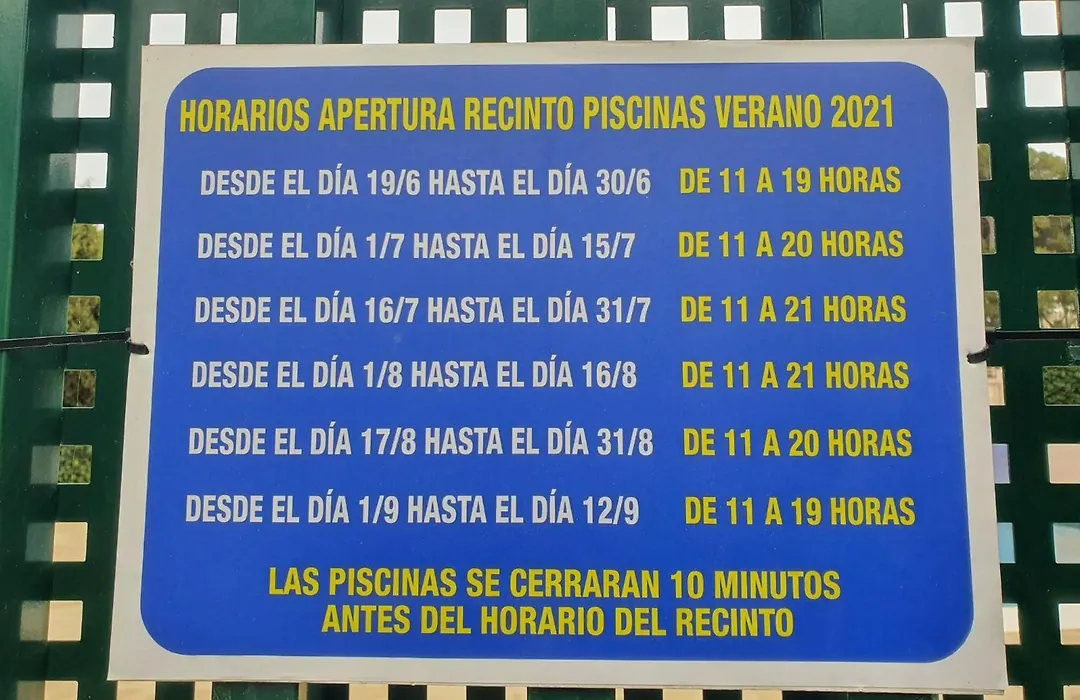 HORARIOS APERTURA RECINTO PISCINAS VERANO 2021
DESDE EL DÍA 19/6 HASTA EL DÍA 30/6 DE 11 A 19 HORAS
DESDE EL DÍA 1/7 HASTA EL DÍA 15/7 DE 11 A 20 HORAS
DESDE EL DÍA 16/7 HASTA EL DÍA 31/7 DE 11 A 21 HORAS
DESDE EL DÍA 1/8 HASTA EL DÍA 16/8 DE 11 A 21 HORAS
DESDE EL DÍA 17/8 HASTA EL DÍA 31/8 DE 11 A 20 HORAS
DESDE EL DÍA 1/9 HASTA EL DÍA 12/9 DE 11 A 19 HORAS
LAS PISCINAS SE CERRARAN 10 MINUTOS
ANTES DEL HORARIO DEL RECINTO